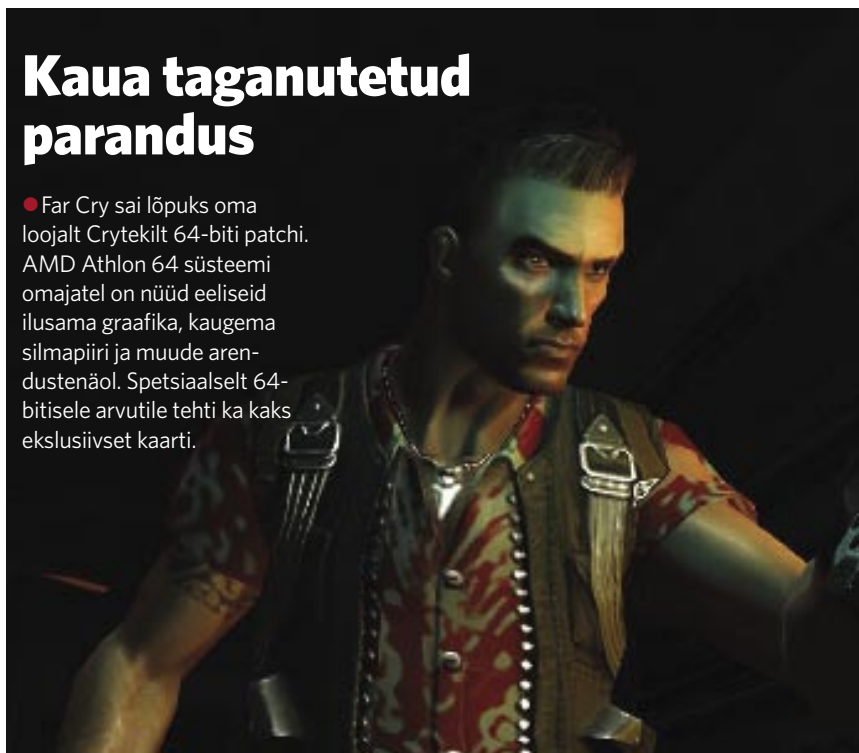 Kaua taganutetud
parandus
●Far Cry sai lõpuks oma
loojalt Crytekilt 64-biti patchi.
AMD Athlon 64 süsteemi
omajatel on nüüd eeliseid
ilusama graafika, kaugema
silmapiiri ja muude aren-
dustenäol. Spetsiaalselt 64-
bitisele arvutile tehti ka kaks
ekslusiivset kaarti.